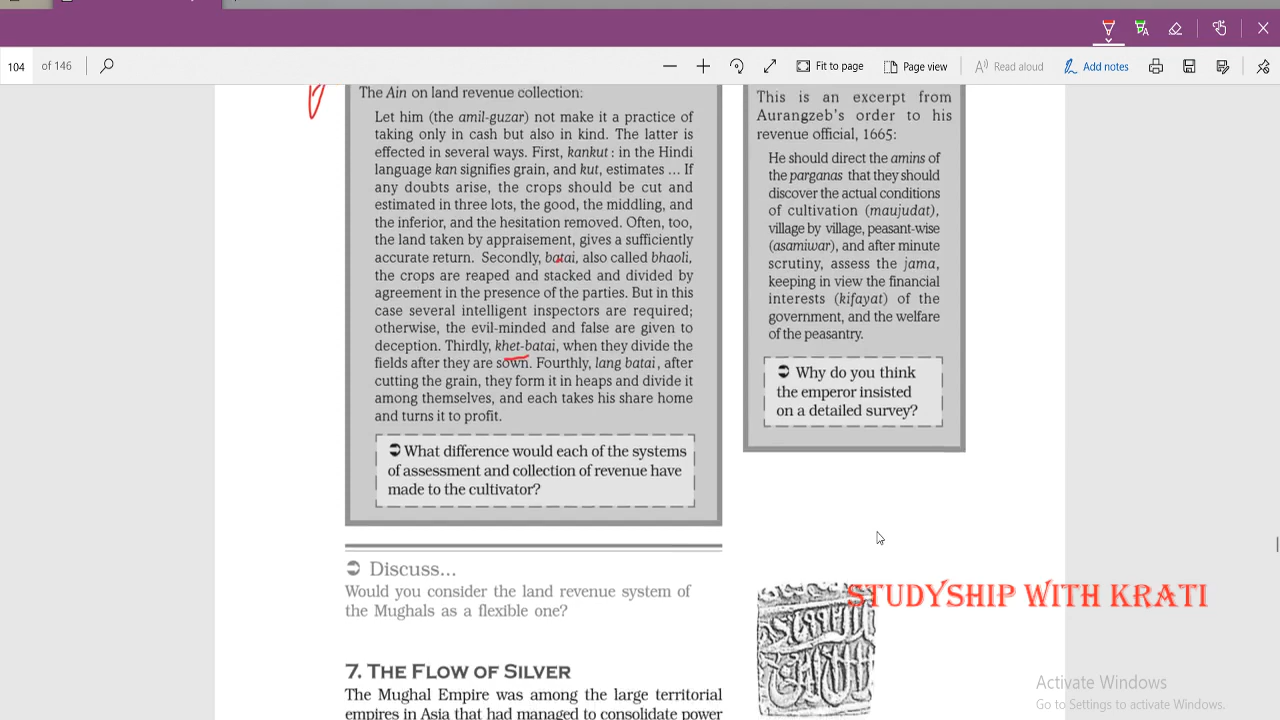 104 of 146
Fit to page
Page view
Read aloud
Add notes
The Ain on land revenue collection:
Let him (the amil-guzar) not make it a practice of
taking only in cash but also in kind. The latter is
effected in several ways. First, kankut : in the Hindi
language kan signifies grain, and kut, estimates ... If
any doubts arise, the crops should be cut and
estimated in three lots, the good, the middling, and
the inferior, and the hesitation removed. Often, too,
the land taken by appraisement, gives a sufficiently
accurate return. Secondly, batai, also called bhaoli,
the crops are reaped and stacked and divided by
agreement in the presence of the parties. But in this
case several intelligent inspectors are required;
otherwise, the evil-minded and false are given to
deception. Thirdly, khet-batai, when they divide the
fields after they are sown. Fourthly, lang batai, after
cutting the grain, they form it in heaps and divide it
among themselves, and each takes his share home
and turns it to profit.
What difference would each of the systems
of assessment and collection of revenue have
made to the cultivator?
Discuss...
Would you consider the land revenue system of
the Mughals as a flexible one?
7. THE FLOW OF SILVER
The Mughal Empire was among the large territorial
empires in Asia that had managed to consolidate power
This is an excerpt from
Aurangzeb's order to his
revenue official, 1665:
He should direct the amins of
the parganas that they should
discover the actual conditions
of cultivation (maujudat),
village by village, peasant-wise
(asamiwar), and after minute
scrutiny, assess the jama,
keeping in view the financial
interests (kifayat) of the
government, and the welfare
of the peasantry.
Why do you think
the emperor insisted
on a detailed survey?
STUDYSHIP WITH KRATI
Activate Windows
Go to Settings to activate Windows.